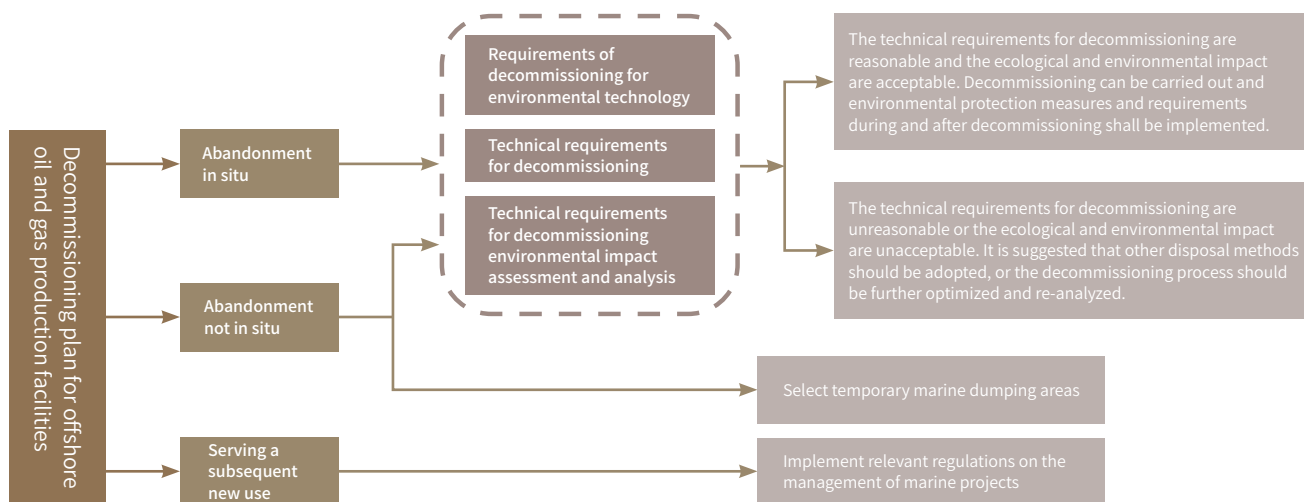 Decommissioning plan for offshore
oil and gas production facilities
Abandonment
in situ
Abandonment
not in situ
Serving a
subsequent
new use
Requirements of
decommissioning for
environmental technology
Technical requirements
for decommissioning
Technical requirements
for decommissioning
environmental impact
assessment and analysis
The technical requirements for decommissioning are
reasonable and the ecological and environmental impact
are acceptable. Decommissioning can be carried out and
environmental protection measures and requirements
during and after decommissioning shall be implemented.
The technical requirements for decommissioning are
unreasonable or the ecological and environmental impact
are unacceptable. It is suggested that other disposal methods
should be adopted, or the decommissioning process should
be further optimized and re-analyzed.
Select temporary marine dumping areas
Implement relevant regulations on the
management of marine projects